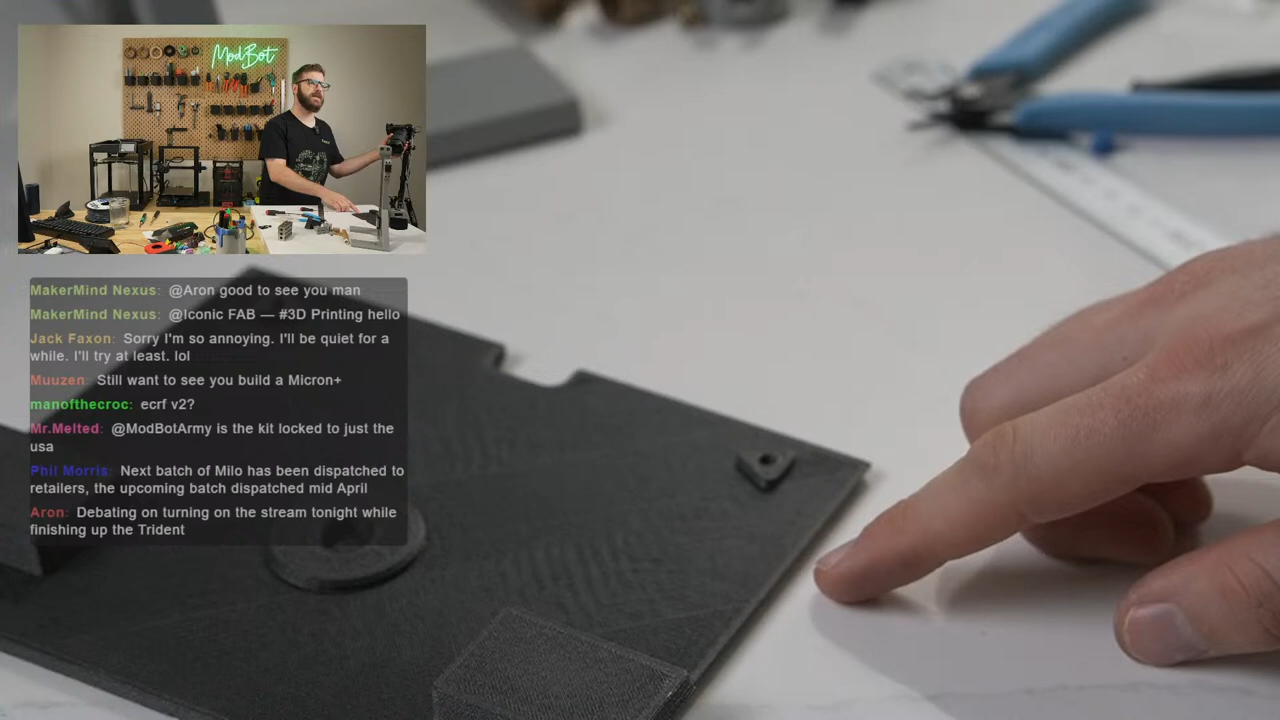 ModBot
MakerMind Nexus: @Aron good to see you man
MakerMind Nexus: @Iconic FAB — #3D Printing hello
Jack Faxon: Sorry I'm so annoying. I'll be quiet for a
while. I'll try at least. lol
Muuzen: Still want to see you build a Micron+
manofthecroc: ecrf v2?
Mr.Melted: @ModBotArmy is the kit locked to just the
usa
Phil Morris: Next batch of Milo has been dispatched to
retailers, the upcoming batch dispatched mid April
Aron: Debating on turning on the stream tonight while
finishing up the Trident